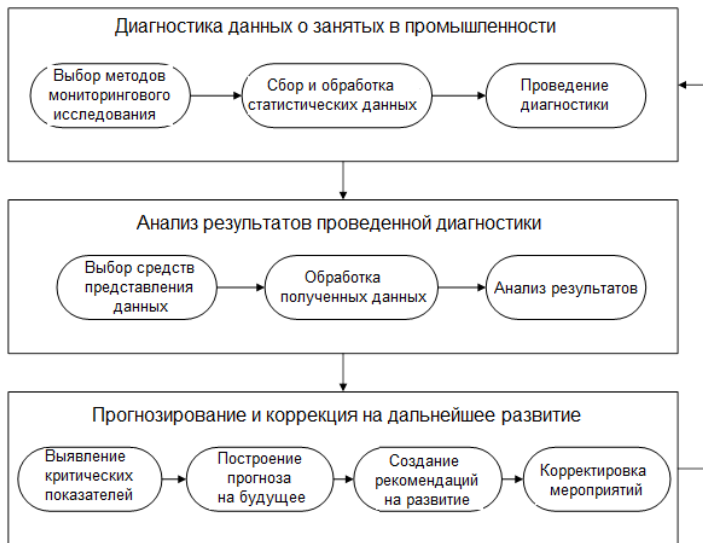 Диагностика данных о занятых в промышленности
Выбор методов
мониторингового
исследования
Сбор и обработка
статистических данных
Проведение
диагностики
Анализ результатов проведенной диагностики
Выбор средств
представления
данных
Обработка
полученных данных
Анализ результатов
Прогнозирование и коррекция на дальнейшее развитие
Выявление
критических
показателей
Построение
прогноза
на будущее
Создание
рекомендаций
на развитие
Корректировка
мероприятий